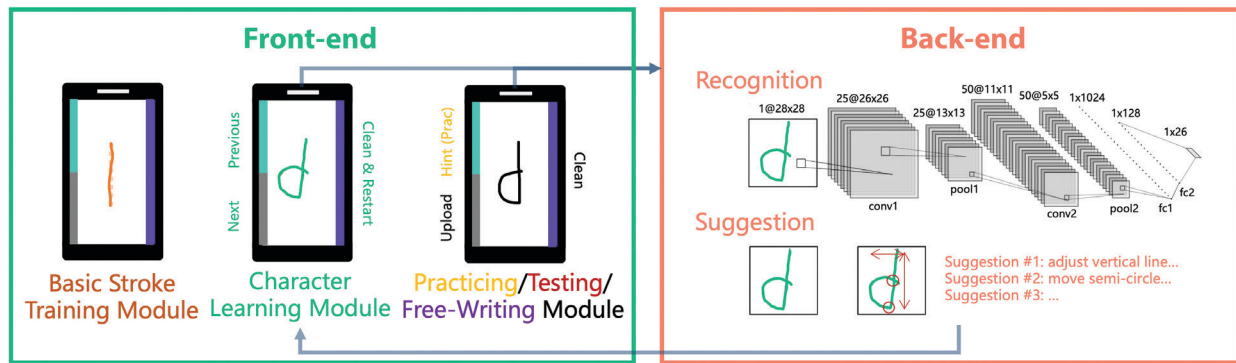 Front-end
Previous
Next
Clean & Restart
Hint (Prac)
Upload
Clean
Basic Stroke
Training Module
Character
Learning Module
Practicing/Testing/
Free-Writing Module
Back-end
Recognition
1@28x28
25@26x26
25@13x13
50@11x11
50@5x5
1x1024
1x128
1x26
conv1
pool1
conv2
pool2
fc1
fc2
Suggestion
Suggestion #1: adjust vertical line...
Suggestion #2: move semi-circle...
Suggestion #3: ...
d
d
d
d
d